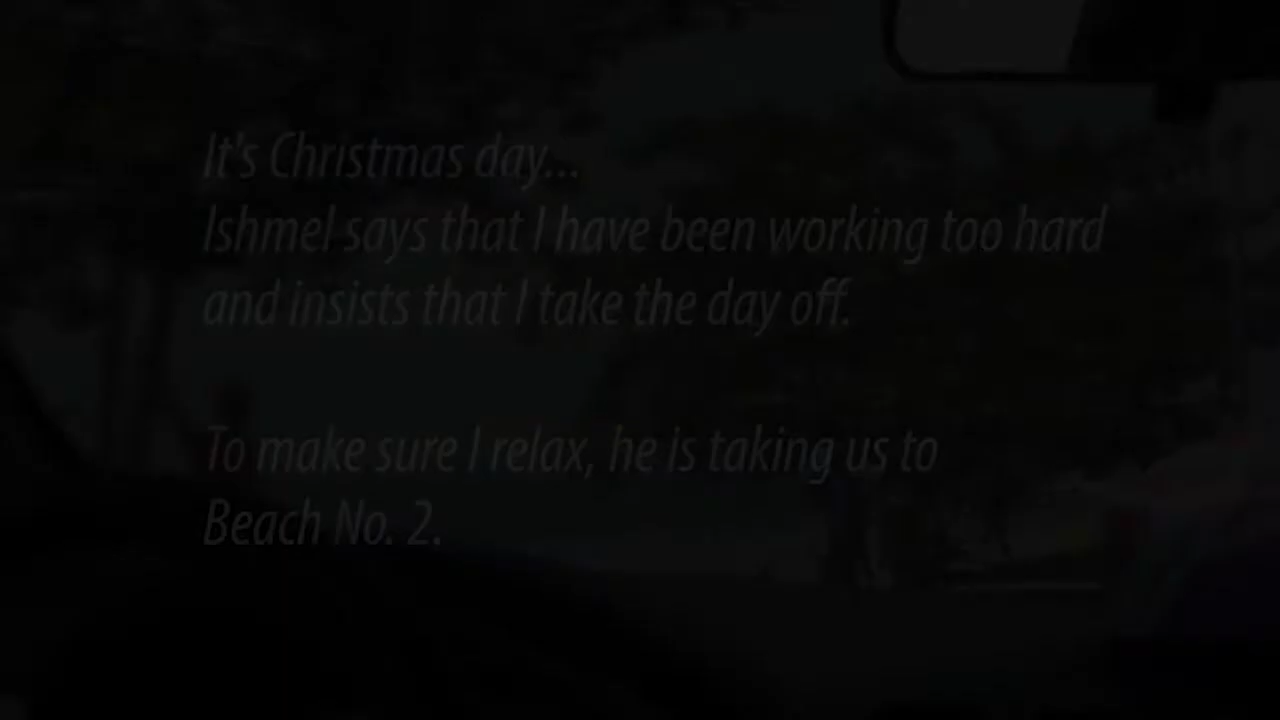 It's Christmas day...
Ishmel says that I have been working too hard
and insists that I take the day off.
To make sure I relax, he is taking us to
Beach No. 2.